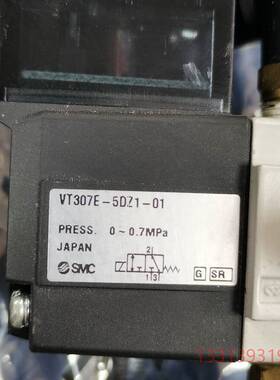 VT307E-5DZ1-01
PRESS. 0~0.7MPa
JAPAN
2
SMC
1 3
G SR